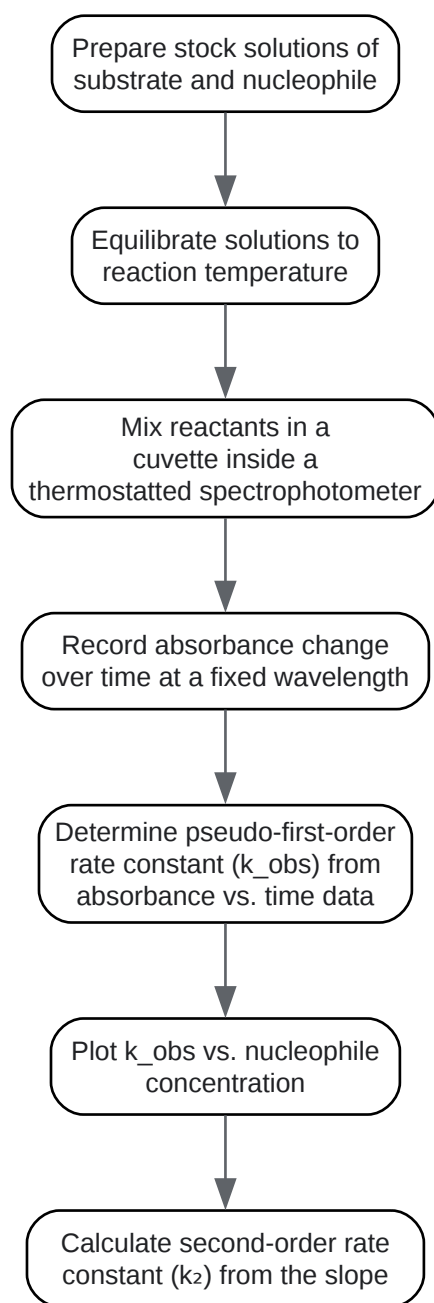 Prepare stock solutions of
substrate and nucleophile
Equilibrate solutions to
reaction temperature
Mix reactants in a
cuvette inside a
thermostatted spectrophotometer
Record absorbance change
over time at a fixed wavelength
Determine pseudo-first-order
rate constant (k_obs) from
absorbance vs. time data
Plot k_obs vs. nucleophile
concentration
Calculate second-order rate
constant (k₂) from the slope